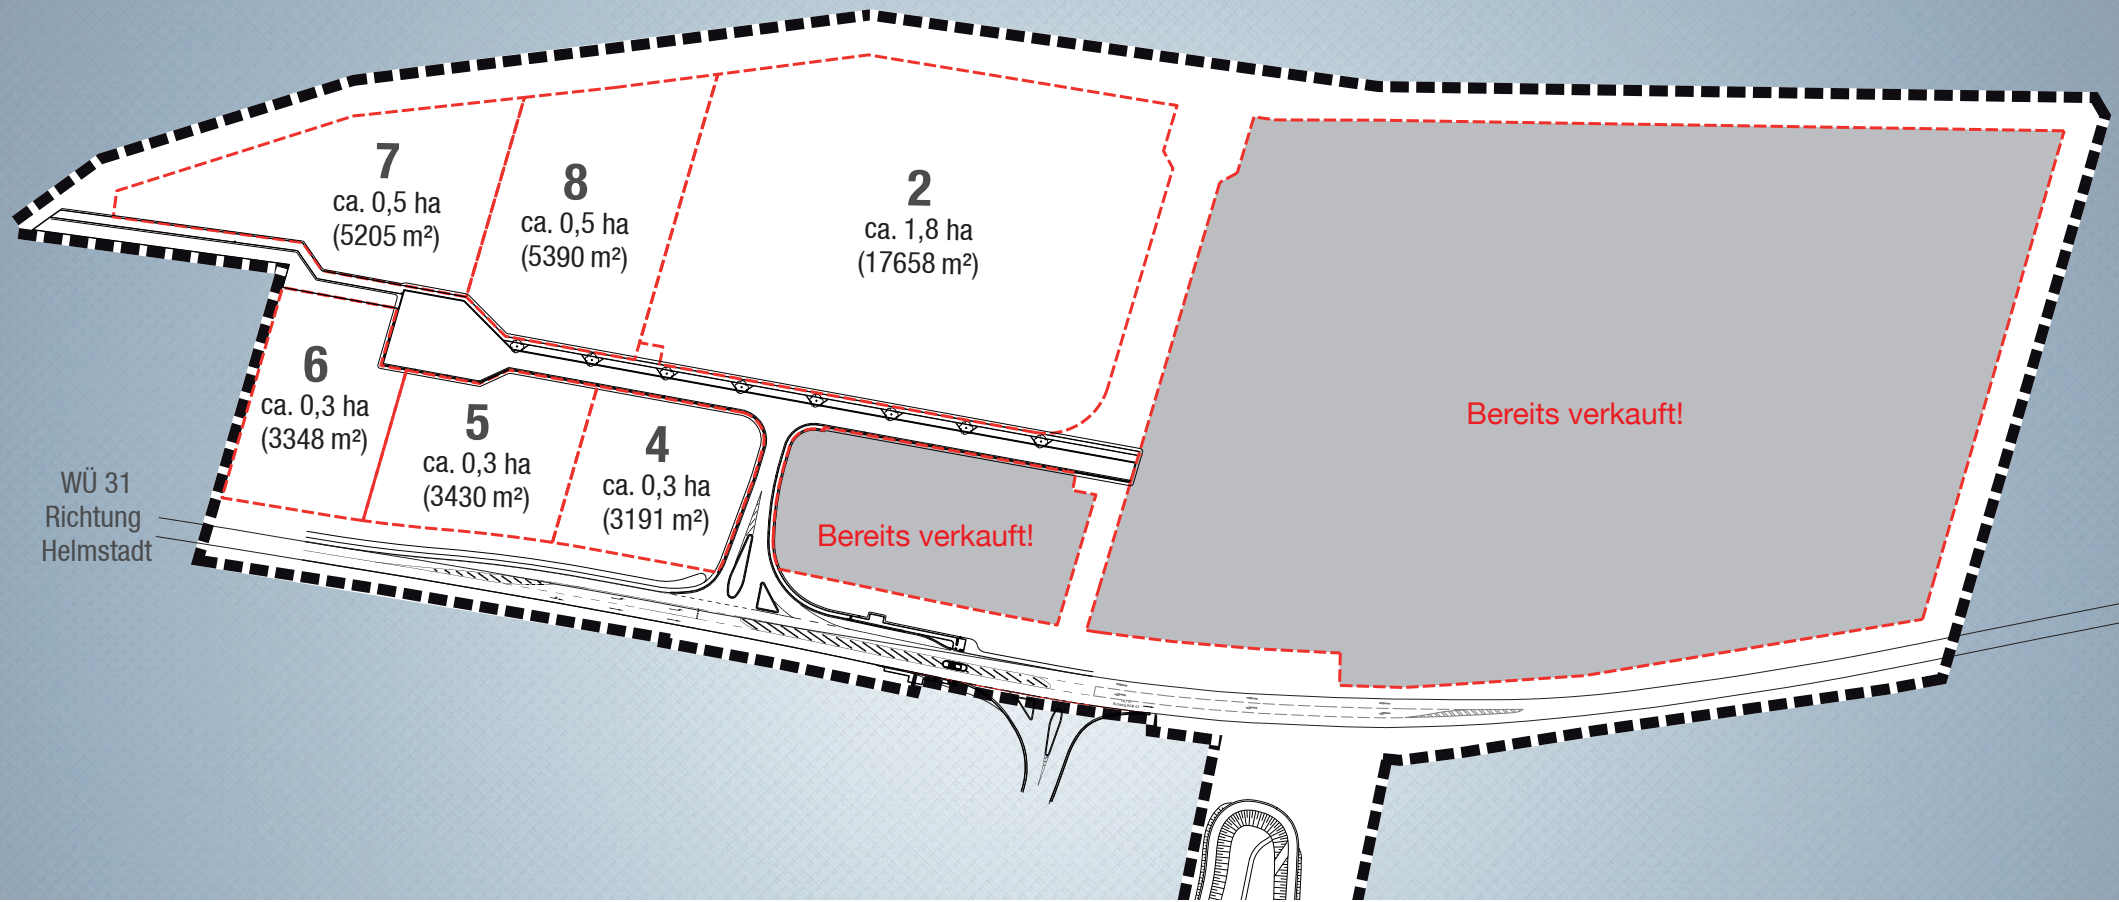 7
ca. 0,5 ha
(5205 m²)
8
ca. 0,5 ha
(5390 m²)
2
ca. 1,8 ha
(17658 m²)
6
ca. 0,3 ha
(3348 m²)
5
ca. 0,3 ha
(3430 m²)
4
ca. 0,3 ha
(3191 m²)
Bereits verkauft!
Bereits verkauft!
WÜ 31
Richtung
Helmstadt